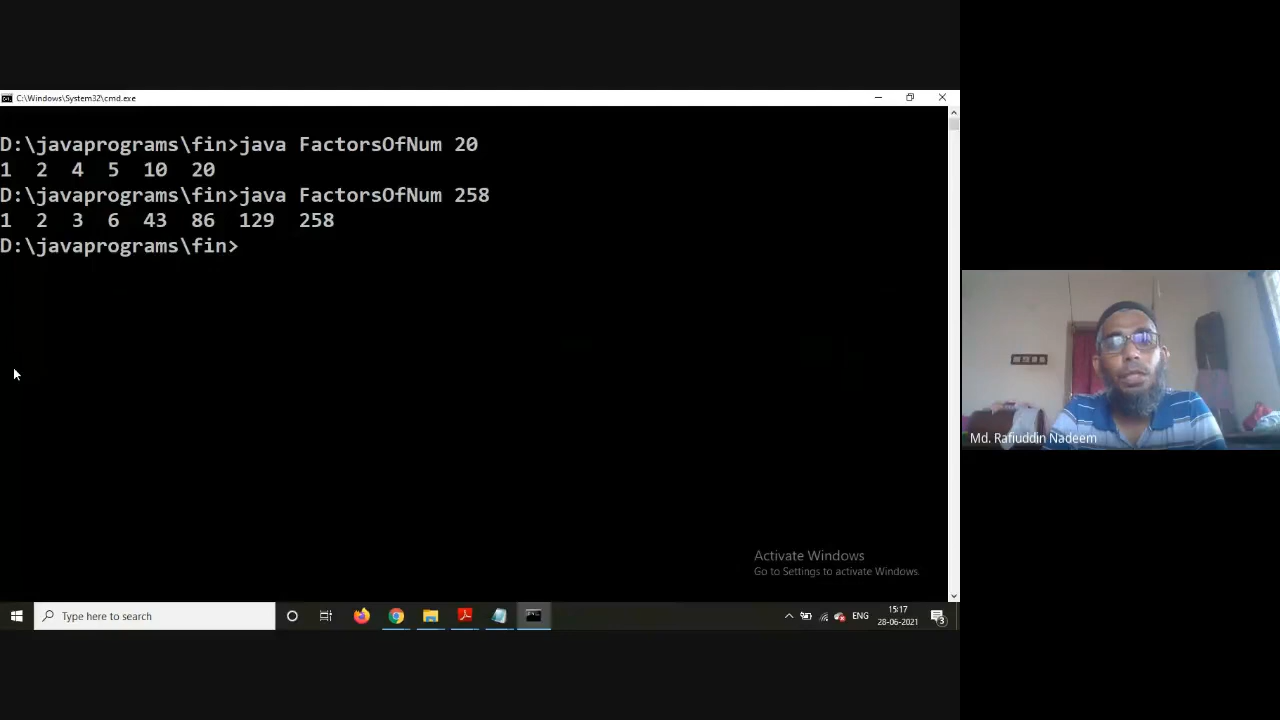 C:\Windows\System32\cmd.exe
D:\javaprograms\fin>java FactorsOfNum 20
1 2 4 5 10 20
D:\javaprograms\fin>java FactorsOfNum 258
1 2 3 6 43 86 129 258
D:\javaprograms\fin>
Md. Rafiuddin Nadeem
Activate Windows
Go to Settings to activate Windows.
Type here to search
ENG
15:17
28-06-2021
3